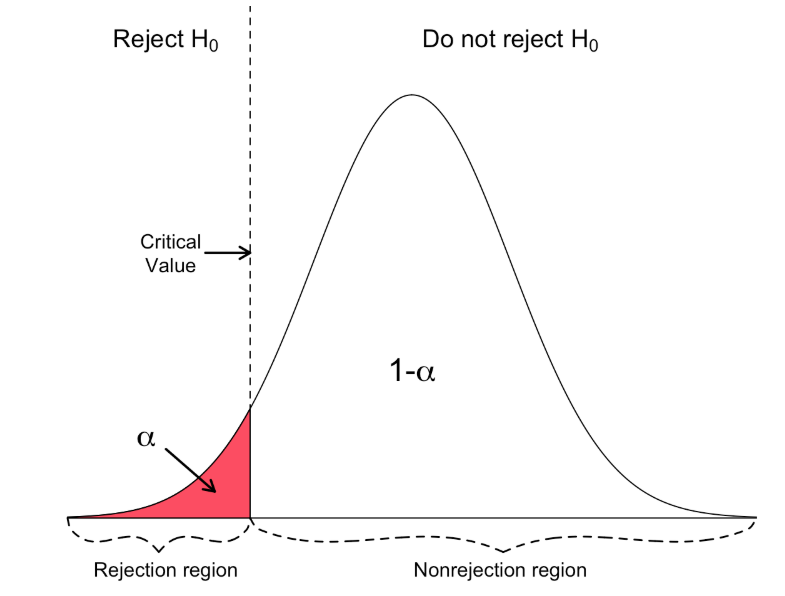 Reject H₀
Do not reject H₀
Critical
Value
1-α
α
Rejection region
Nonrejection region